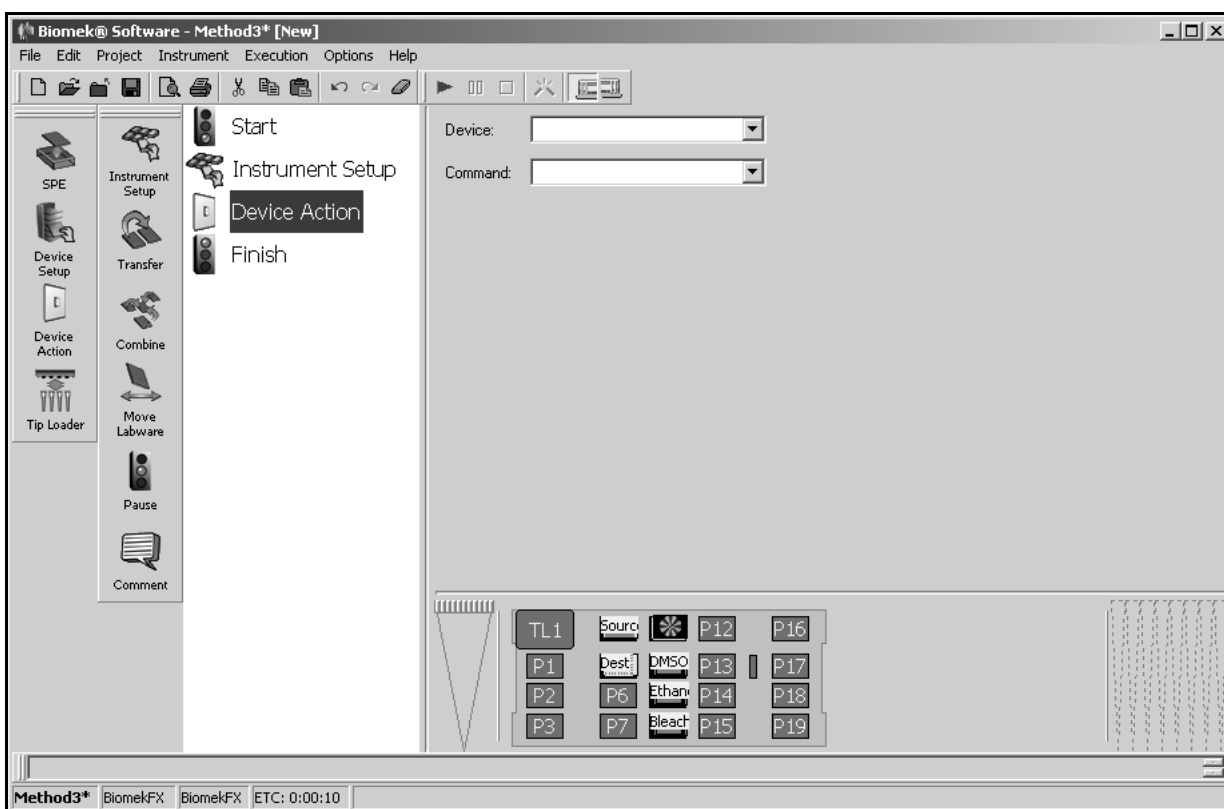 Biomek® Software - Method3* [New]
File Edit Project Instrument Execution Options Help
SPE
Device
Setup
Device
Action
Tip Loader
Instrument
Setup
Transfer
Combine
Move
Labware
Pause
Comment
Start
Instrument Setup
Device Action
Finish
Device:
Command:
TL1 Sourc P12 P16
P1 Dest DMSO P13 P17
P2 P6 Ethan P14 P18
P3 P7 Bleach P15 P19
Method3* BiomekFX BiomekFX ETC: 0:00:10